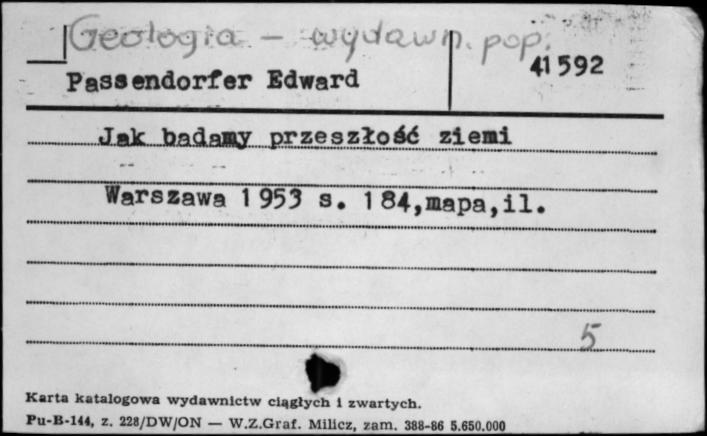 Geologia - wydawn. pop.
41592
Passendorfer Edward
Jak badamy przeszłość ziemi
Warszawa 1953 s. 184,mapa,il.
5
Karta katalogowa wydawnictw ciągłych i zwartych.
Pu-B-144, z. 228/DW/ON — W.Z.Graf. Milicz, zam. 388-86 5.650.000